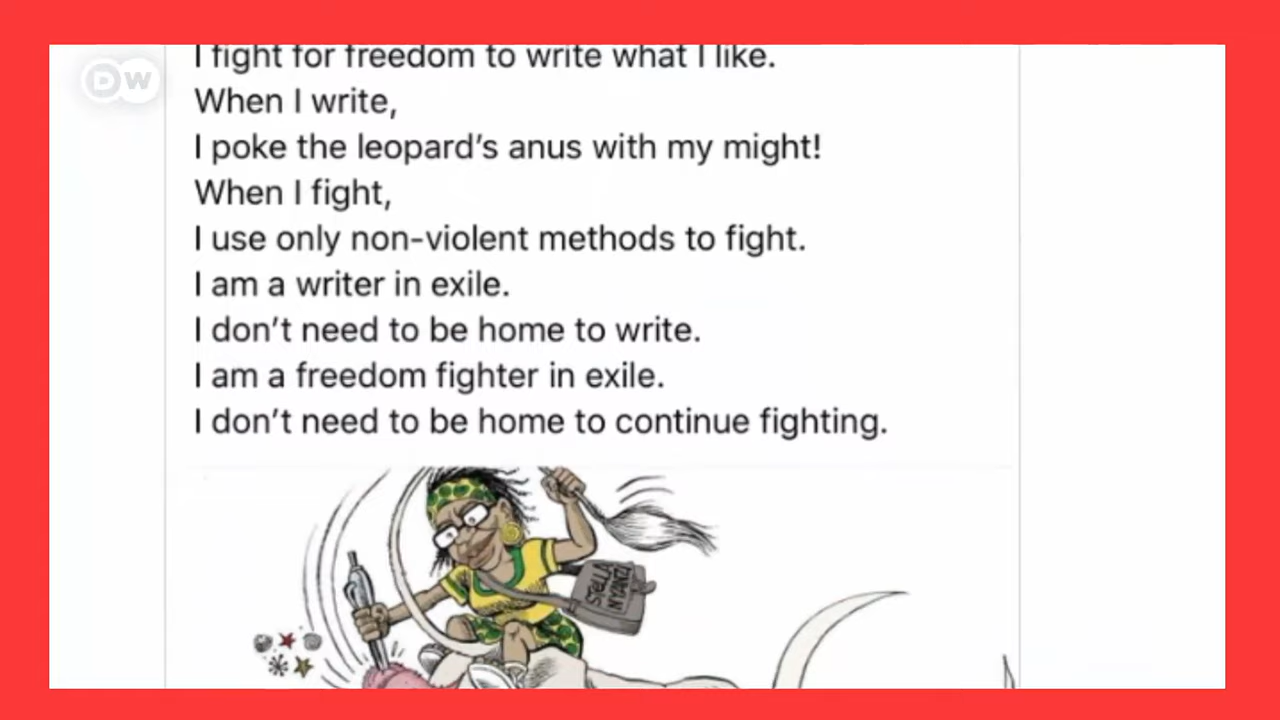 DW
I fight for freedom to write what I like.
When I write,
I poke the leopard's anus with my might!
When I fight,
I use only non-violent methods to fight.
I am a writer in exile.
I don't need to be home to write.
I am a freedom fighter in exile.
I don't need to be home to continue fighting.
STELLA
NYANZI